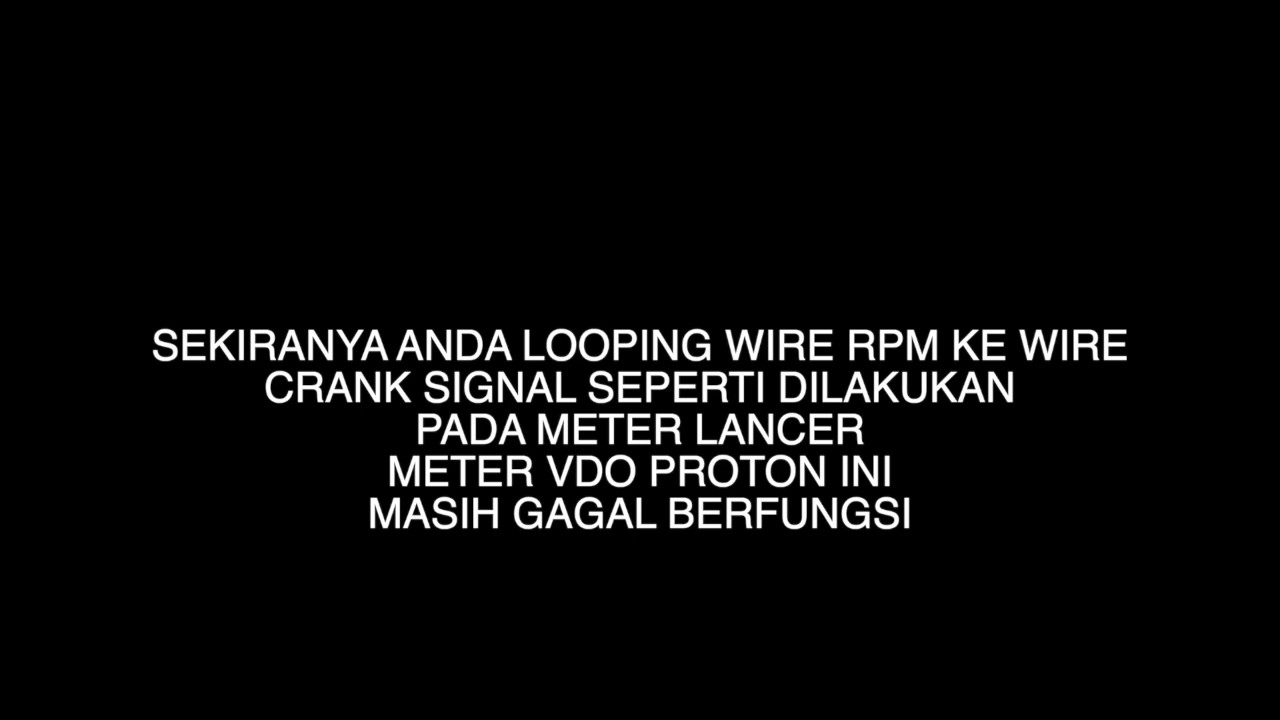 SEKIRANYA ANDA LOOPING WIRE RPM KE WIRE
CRANK SIGNAL SEPERTI DILAKUKAN
PADA METER LANCER
METER VDO PROTON INI
MASIH GAGAL BERFUNGSI